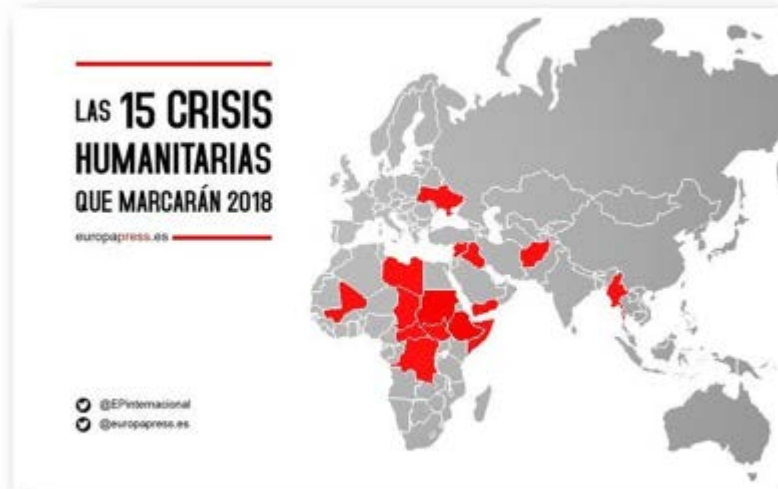 LAS 15 CRISIS
HUMANITARIAS
QUE MARCARÁN 2018
europapress.es
@EPinternacional
@europapress.es